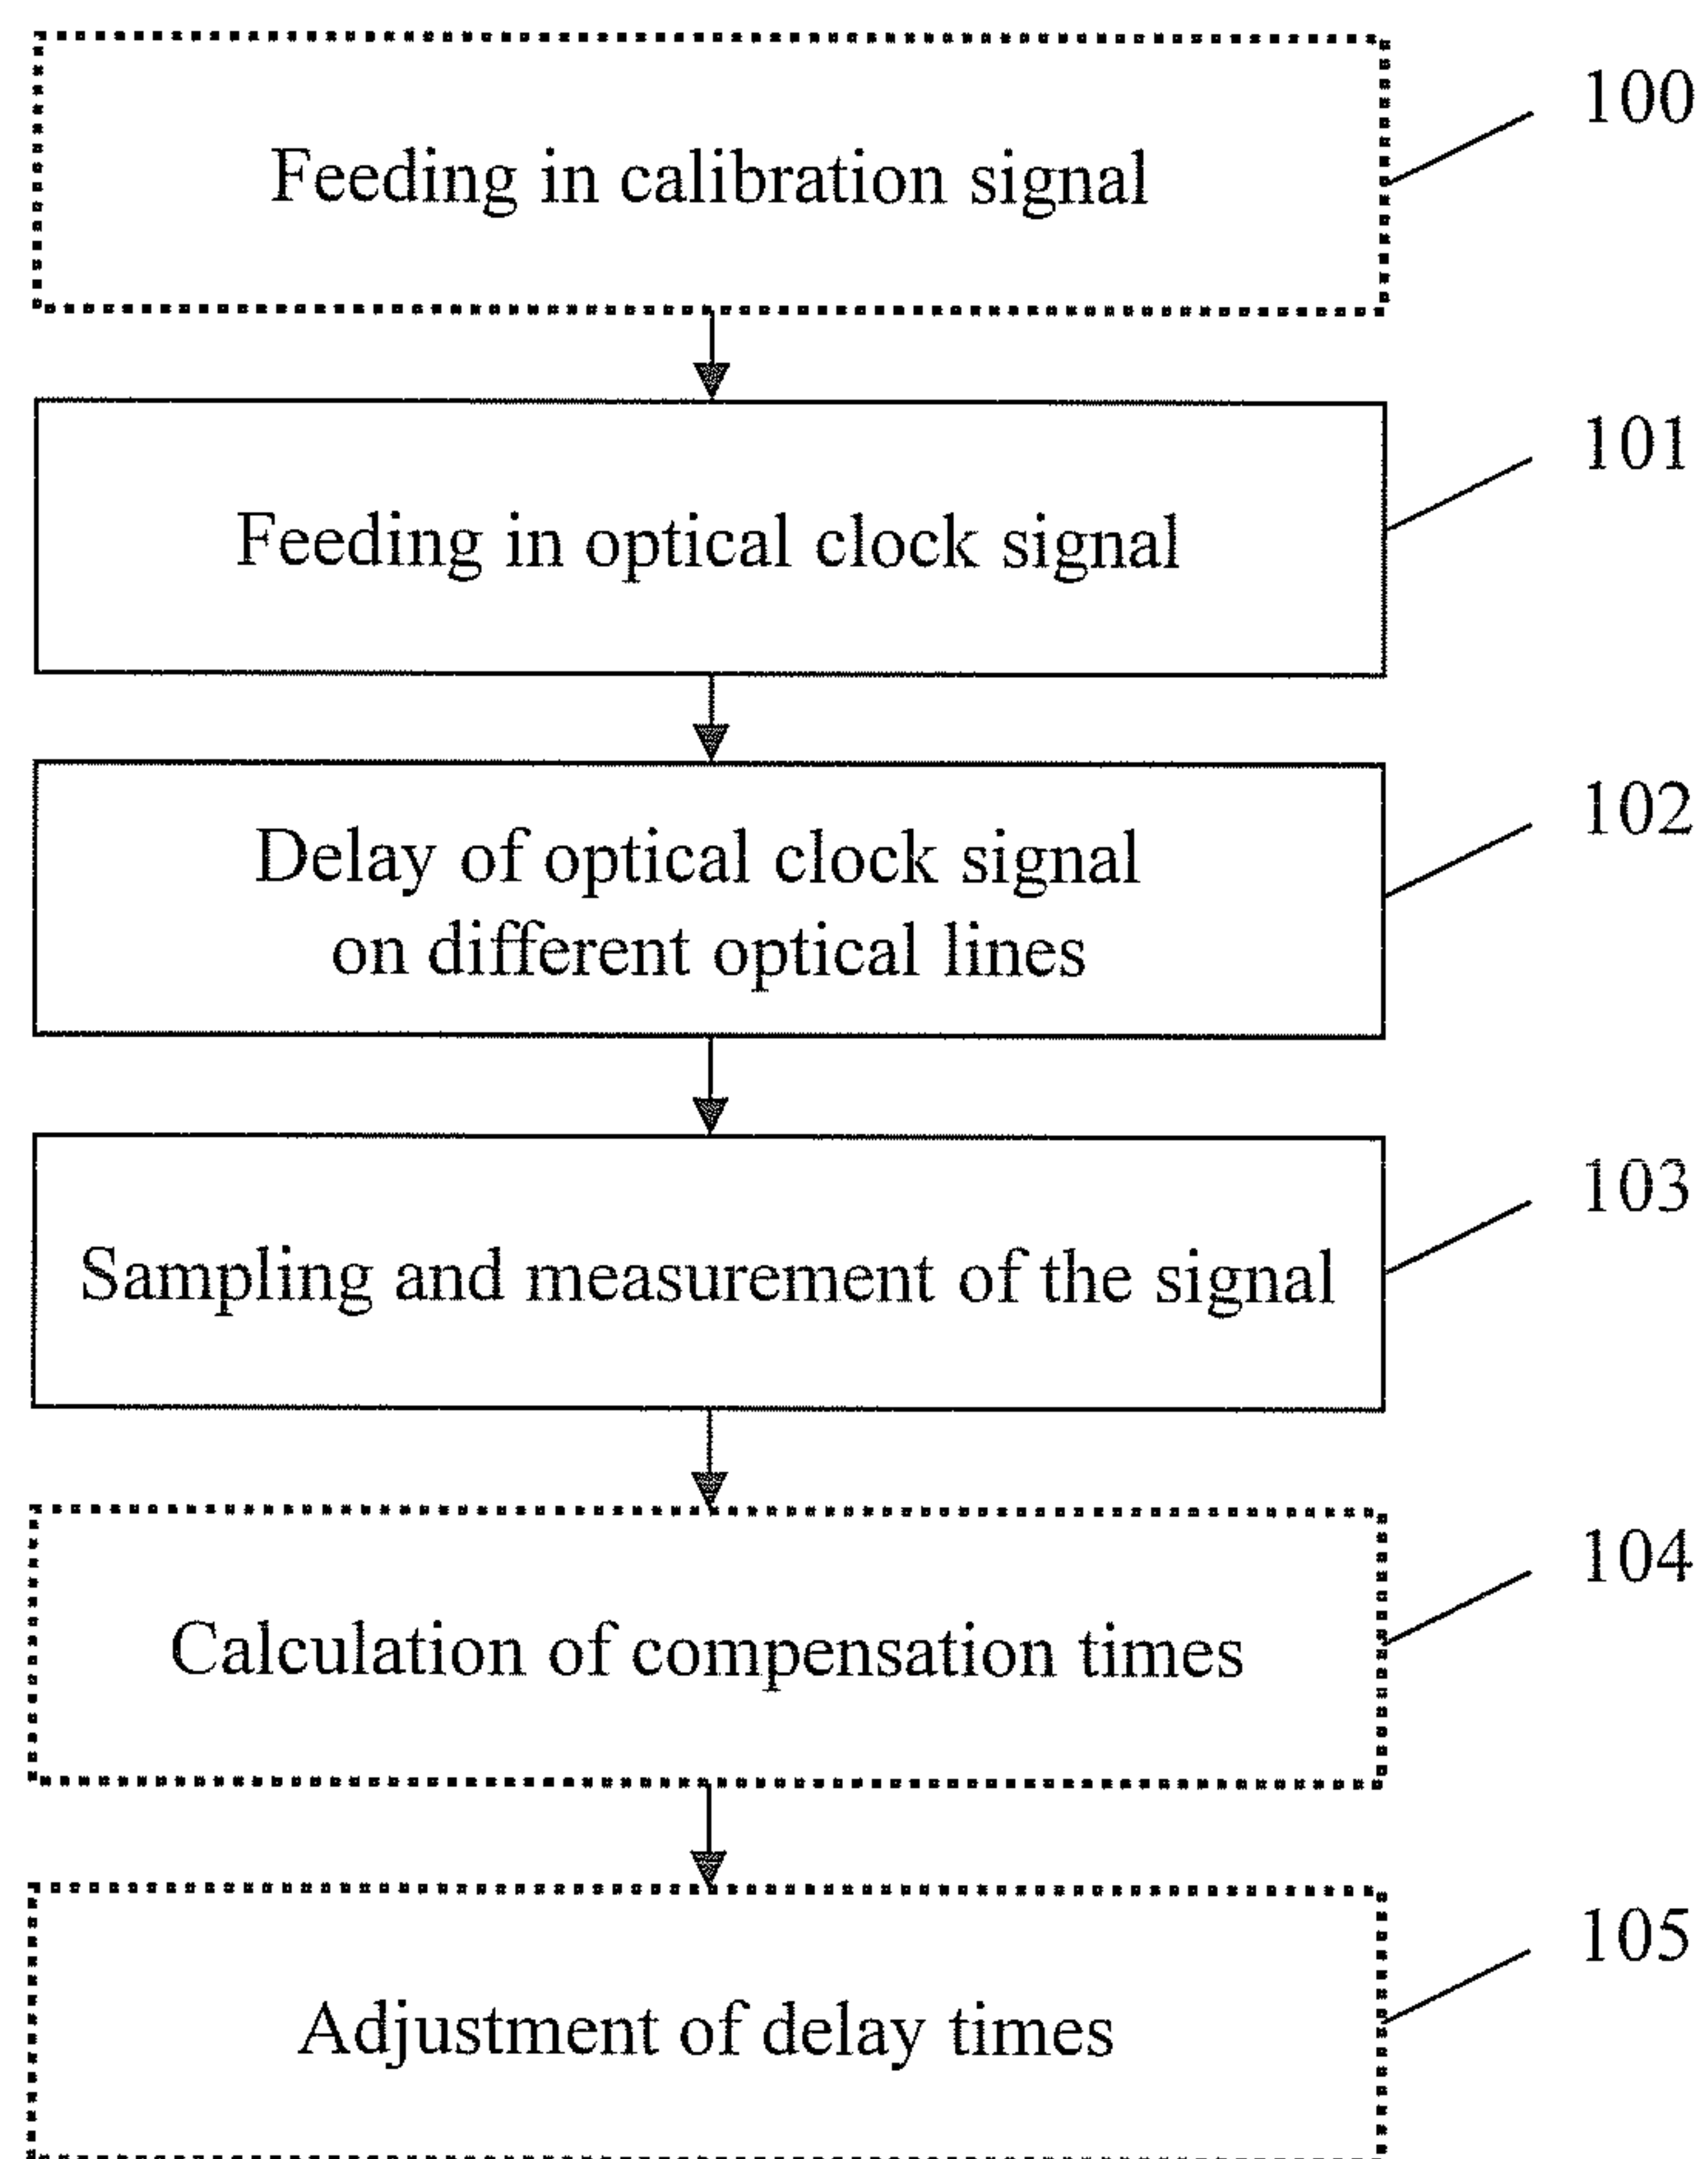 Feeding in calibration signal
100
Feeding in optical clock signal
101
Delay of optical clock signal
on different optical lines
102
Sampling and measurement of the signal
103
Calculation of compensation times
104
Adjustment of delay times
105